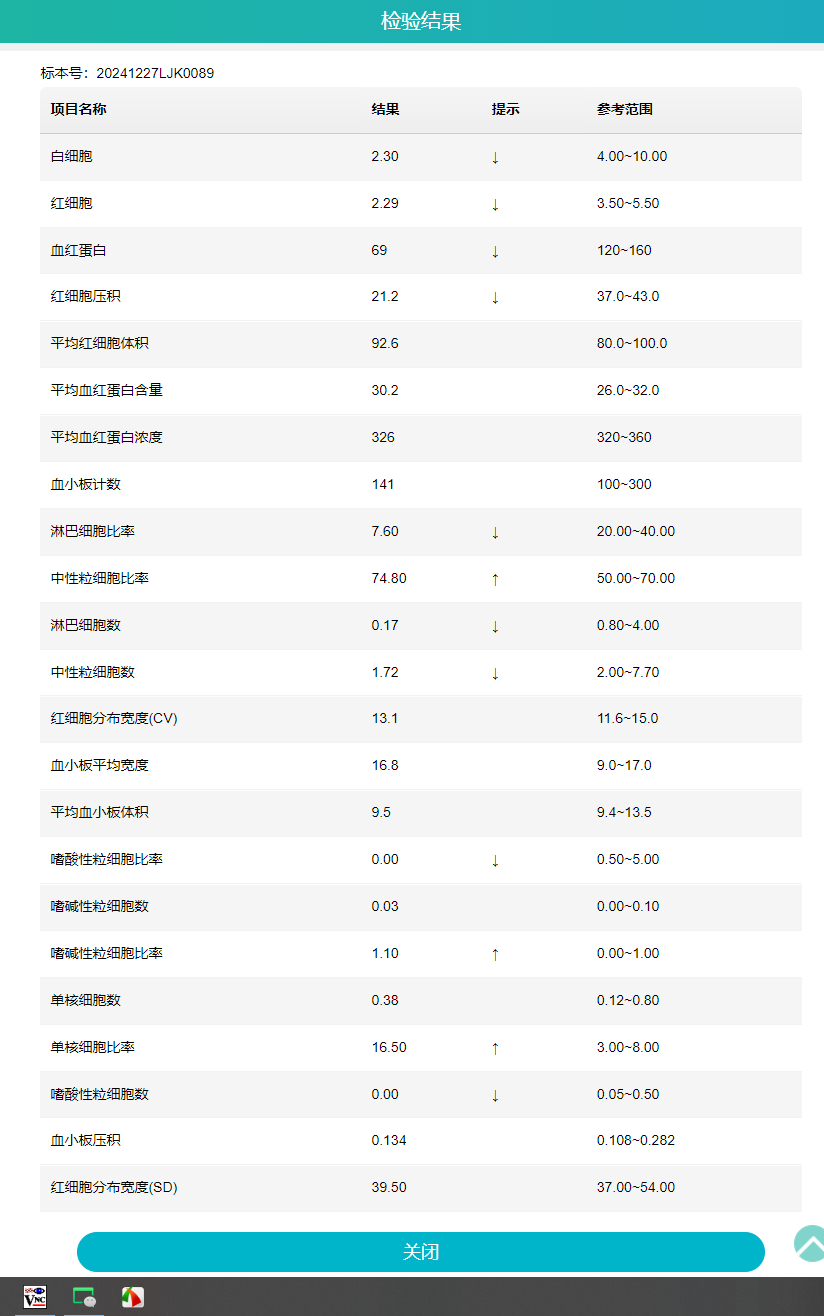 检验结果
标本号：20241227LJK0089
项目名称 结果 提示 参考范围
白细胞 2.30 ↓ 4.00~10.00
红细胞 2.29 ↓ 3.50~5.50
血红蛋白 69 ↓ 120~160
红细胞压积 21.2 ↓ 37.0~43.0
平均红细胞体积 92.6 80.0~100.0
平均血红蛋白含量 30.2 26.0~32.0
平均血红蛋白浓度 326 320~360
血小板计数 141 100~300
淋巴细胞比率 7.60 ↓ 20.00~40.00
中性粒细胞比率 74.80 ↑ 50.00~70.00
淋巴细胞数 0.17 ↓ 0.80~4.00
中性粒细胞数 1.72 ↓ 2.00~7.70
红细胞分布宽度(CV) 13.1 11.6~15.0
血小板平均宽度 16.8 9.0~17.0
平均血小板体积 9.5 9.4~13.5
嗜酸性粒细胞比率 0.00 ↓ 0.50~5.00
嗜碱性粒细胞数 0.03 0.00~0.10
嗜碱性粒细胞比率 1.10 ↑ 0.00~1.00
单核细胞数 0.38 0.12~0.80
单核细胞比率 16.50 ↑ 3.00~8.00
嗜酸性粒细胞数 0.00 ↓ 0.05~0.50
血小板压积 0.134 0.108~0.282
红细胞分布宽度(SD) 39.50 37.00~54.00
关闭
VNC